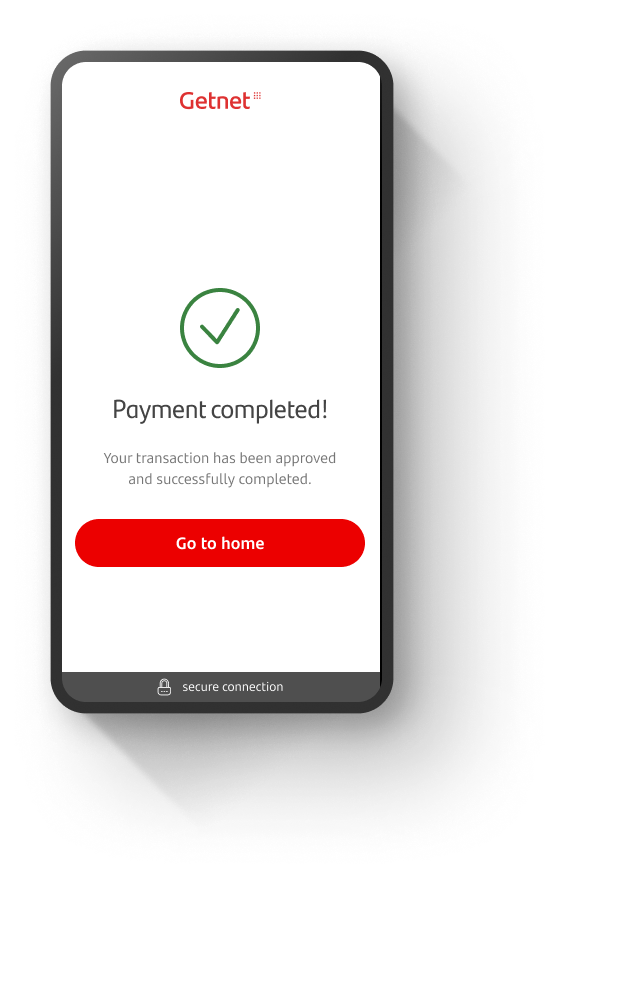 Getnet
Payment completed!
Your transaction has been approved
and successfully completed.
Go to home
secure connection